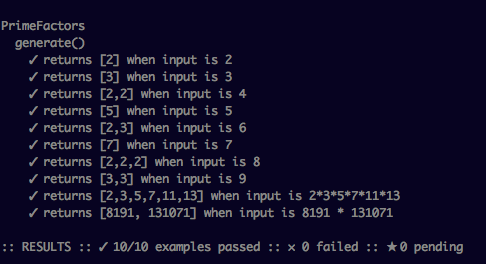 PrimeFactors
generate()
✓ returns [2] when input is 2
✓ returns [3] when input is 3
✓ returns [2,2] when input is 4
✓ returns [5] when input is 5
✓ returns [2,3] when input is 6
✓ returns [7] when input is 7
✓ returns [2,2,2] when input is 8
✓ returns [3,3] when input is 9
✓ returns [2,3,5,7,11,13] when input is 2*3*5*7*11*13
✓ returns [8191, 131071] when input is 8191 * 131071
:: RESULTS :: ✓ 10/10 examples passed :: ✕ 0 failed :: ★ 0 pending